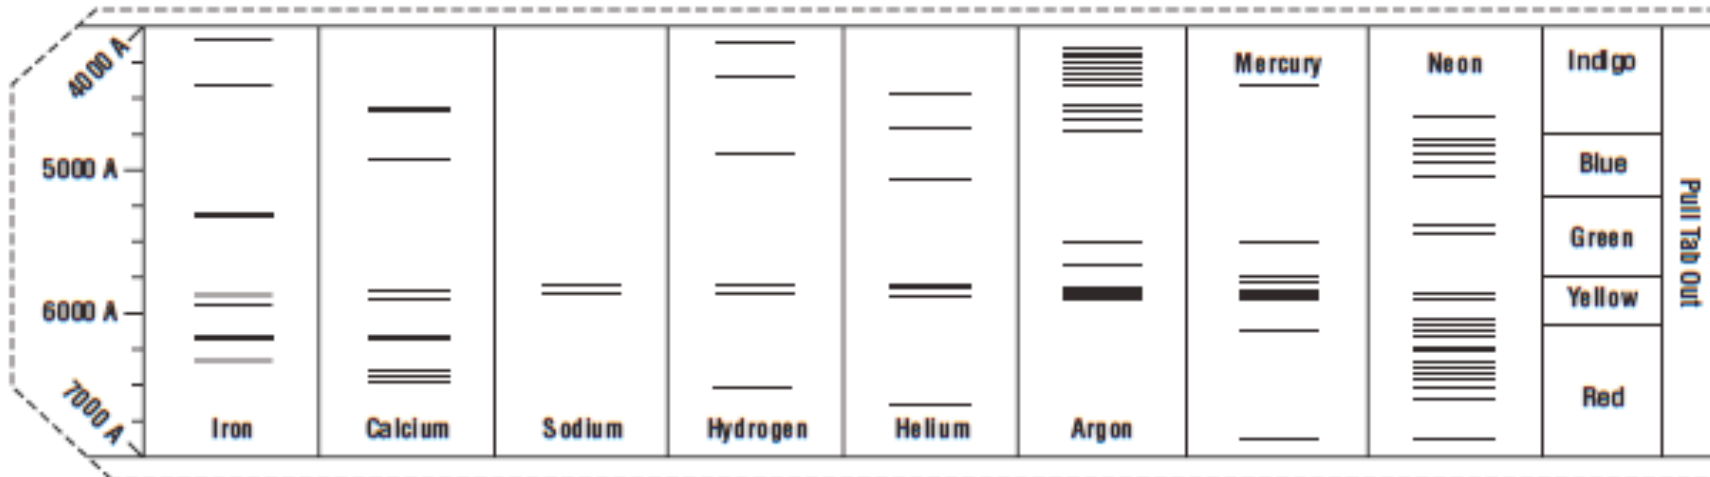 4000 A
5000 A
6000 A
7000 A
Iron
Calcium
Sodium
Hydrogen
Helium
Argon
Mercury
Neon
Indigo
Blue
Green
Yellow
Red
Pull Tab Out